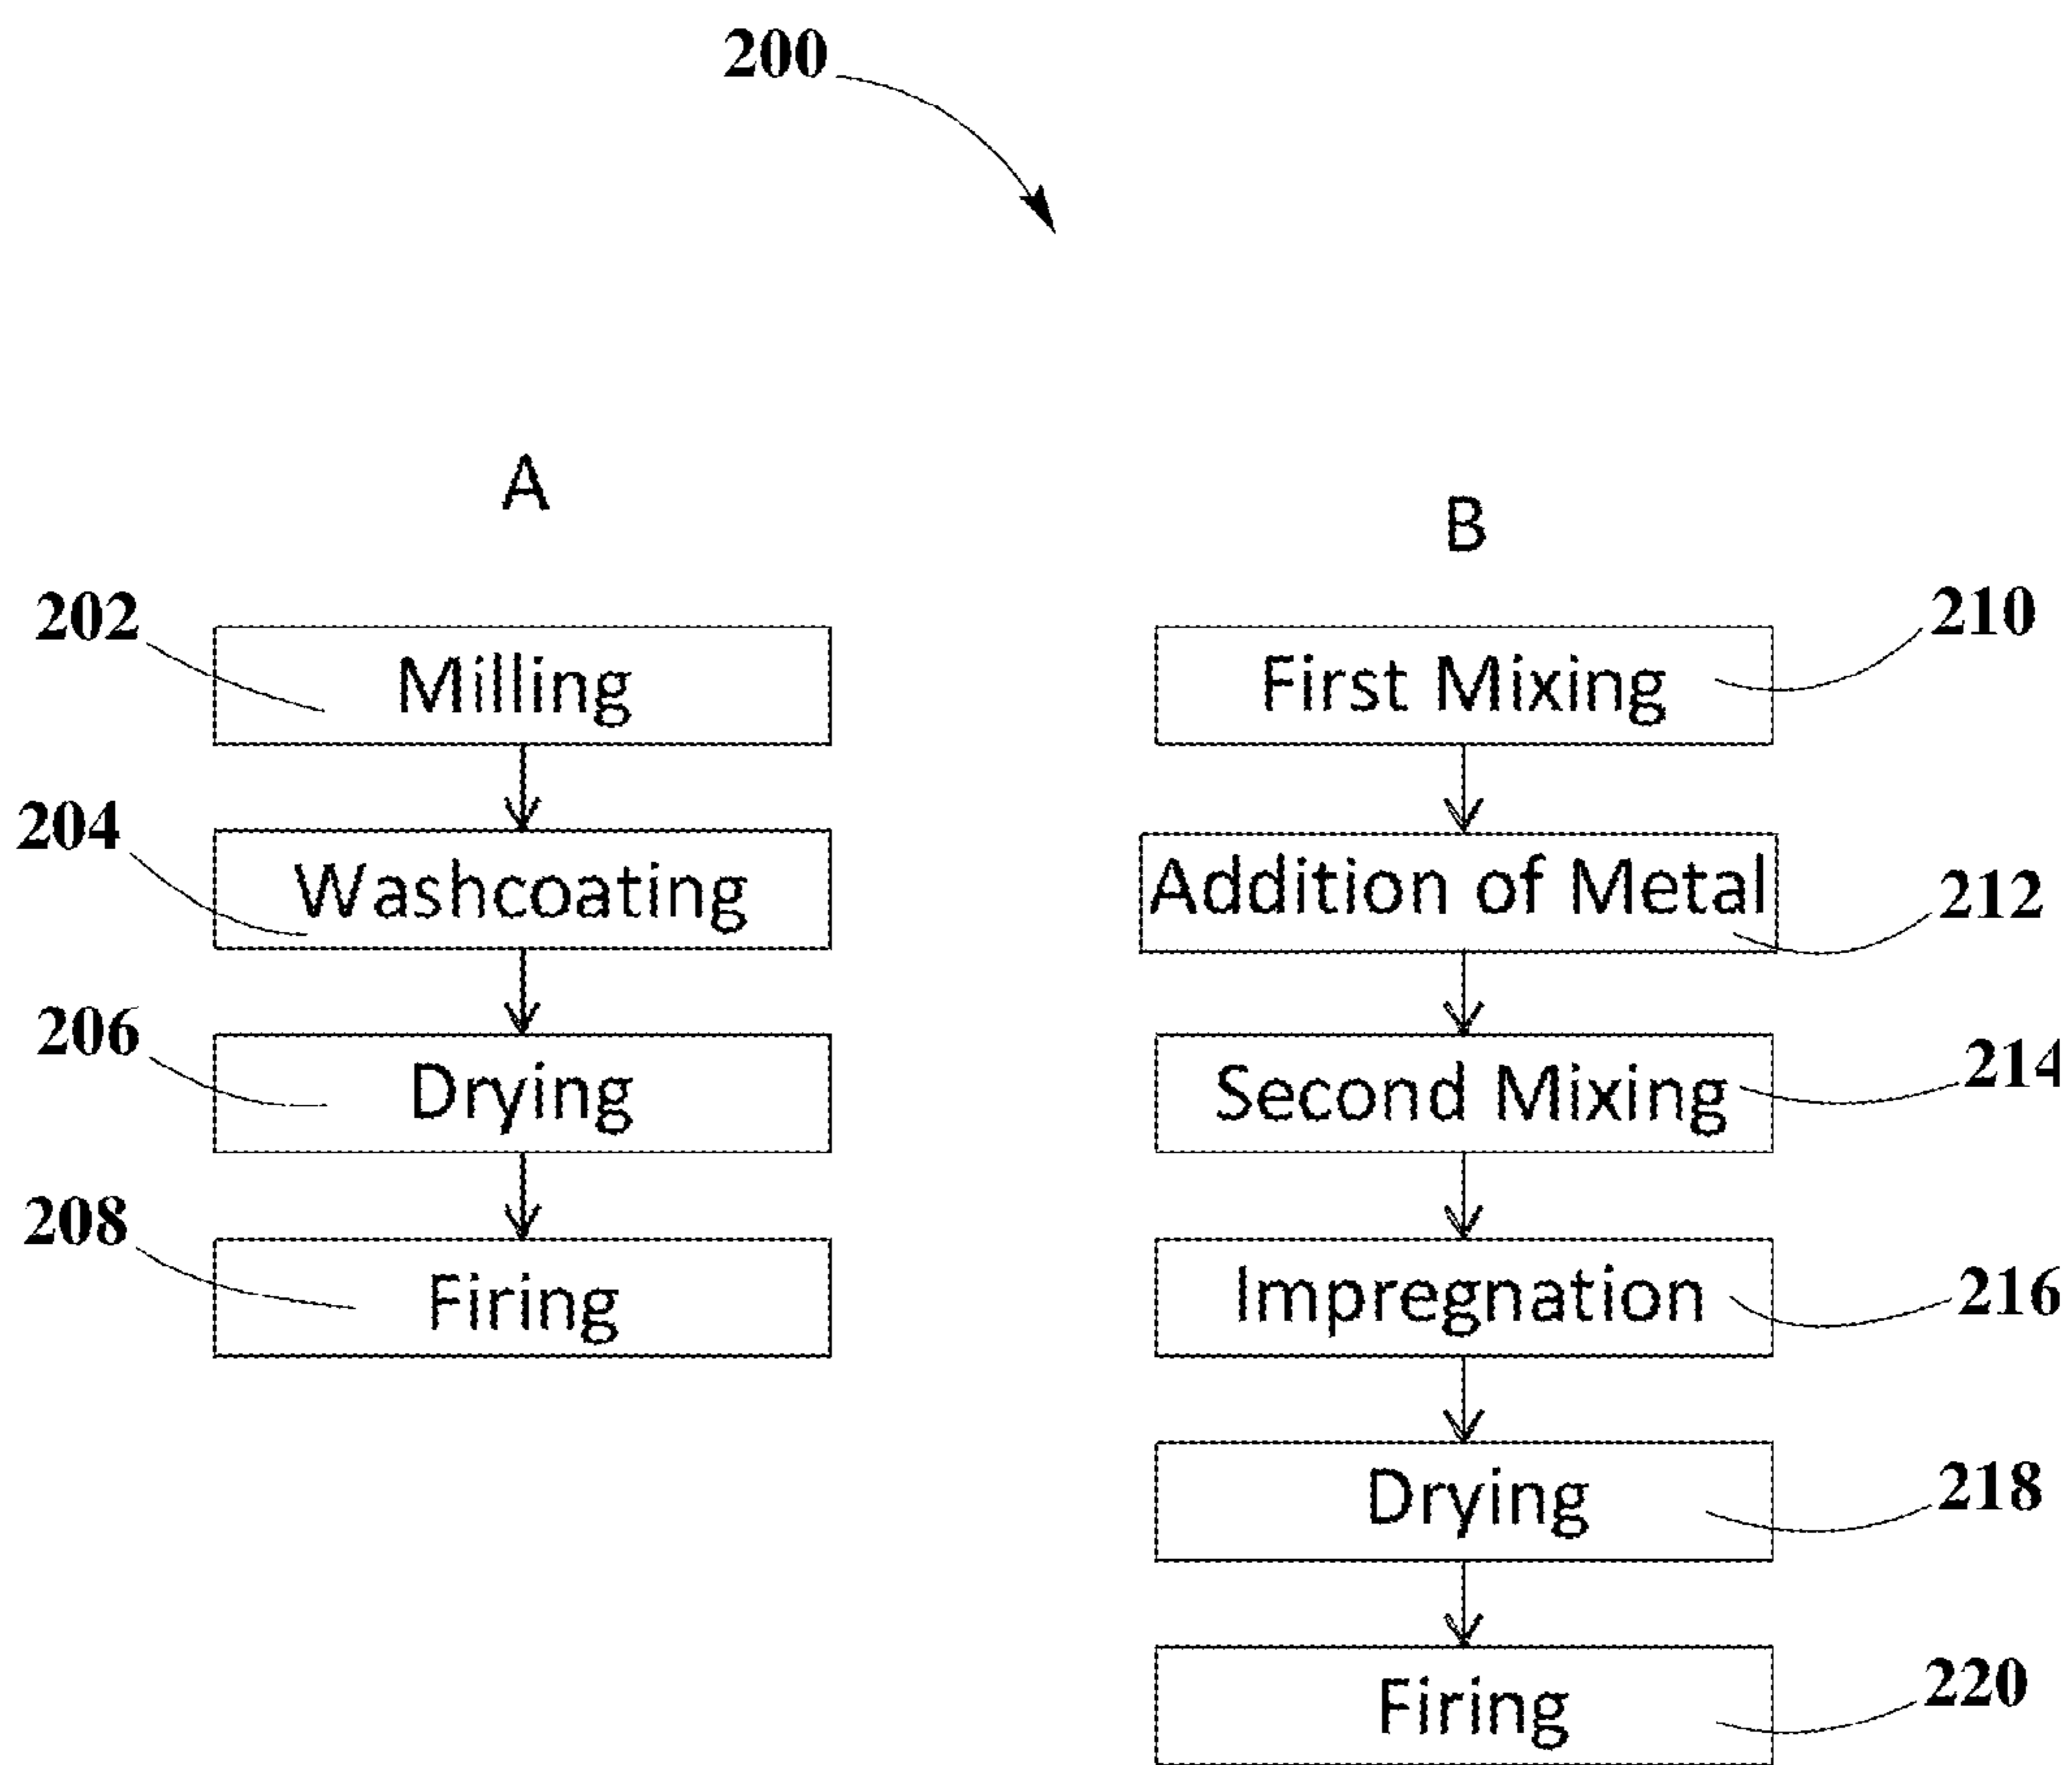 200
A
202
Milling
204
Washcoating
206
Drying
208
Firing
B
First Mixing
210
Addition of Metal
212
Second Mixing
214
Impregnation
216
Drying
218
Firing
220